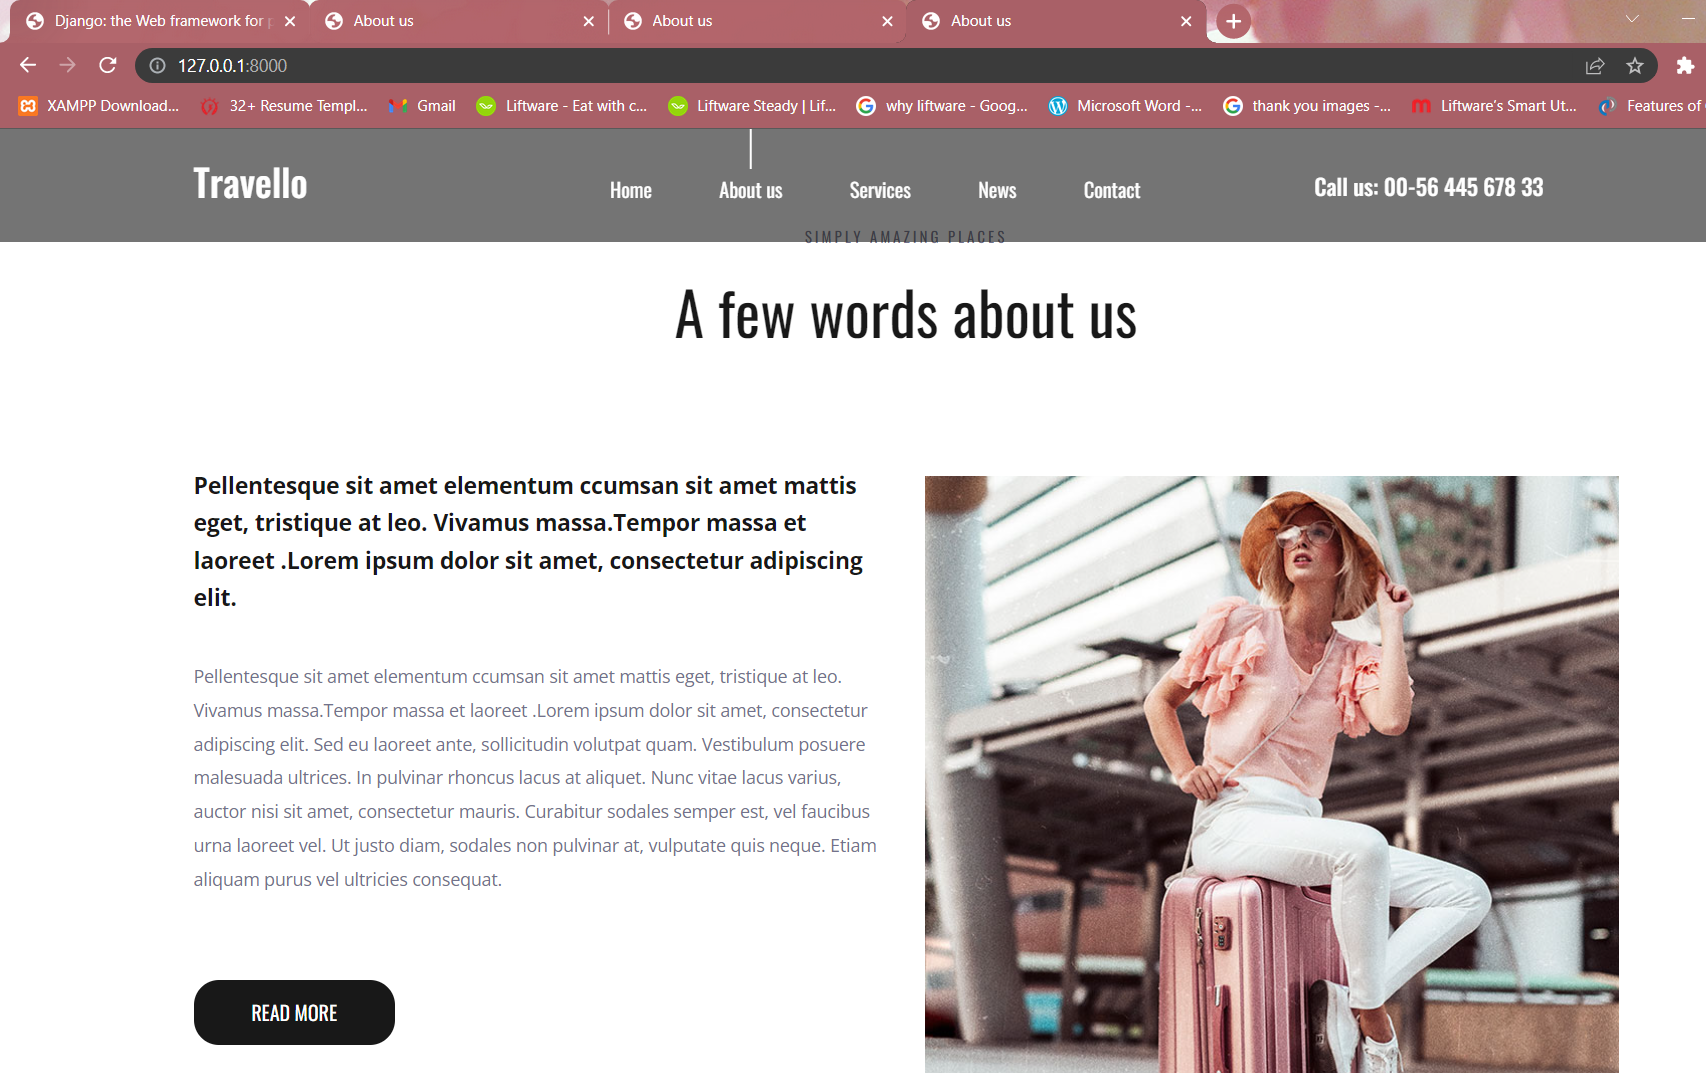 Django: the Web framework for
About us
About us
About us
127.0.0.1:8000
XAMPP Download...
32+ Resume Templ...
Gmail
Liftware - Eat with c...
Liftware Steady | Lif...
why liftware - Goog...
Microsoft Word -...
thank you images -...
Liftware's Smart Ut...
Features of
Travello
Home
About us
Services
News
Contact
Call us: 00-56 445 678 33
SIMPLY AMAZING PLACES
A few words about us
Pellentesque sit amet elementum ccumsan sit amet mattis
eget, tristique at leo. Vivamus massa.Tempor massa et
laoreet .Lorem ipsum dolor sit amet, consectetur adipiscing
elit.
Pellentesque sit amet elementum ccumsan sit amet mattis eget, tristique at leo.
Vivamus massa.Tempor massa et laoreet .Lorem ipsum dolor sit amet, consectetur
adipiscing elit. Sed eu laoreet ante, sollicitudin volutpat quam. Vestibulum posuere
malesuada ultrices. In pulvinar rhoncus lacus at aliquet. Nunc vitae lacus varius,
auctor nisi sit amet, consectetur mauris. Curabitur sodales semper est, vel faucibus
urna laoreet vel. Ut justo diam, sodales non pulvinar at, vulputate quis neque. Etiam
aliquam purus vel ultricies consequat.
READ MORE